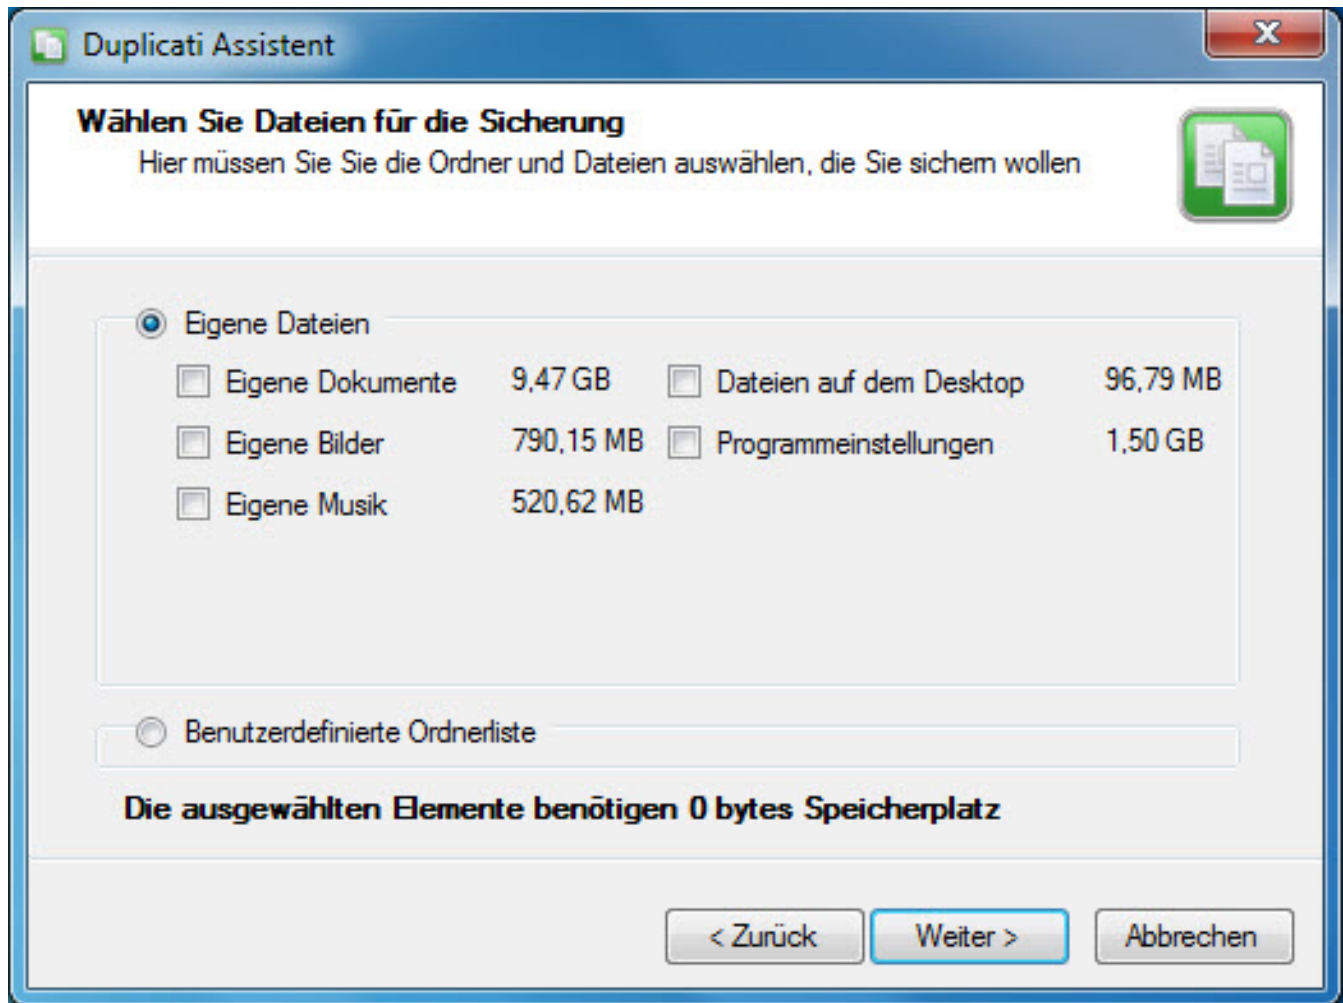 Duplicati Assistent
Wählen Sie Dateien für die Sicherung
Hier müssen Sie Sie die Ordner und Dateien auswählen, die Sie sichern wollen
Eigene Dateien
Eigene Dokumente 9,47 GB Dateien auf dem Desktop 96,79 MB
Eigene Bilder 790,15 MB Programmeinstellungen 1,50 GB
Eigene Musik 520,62 MB
Benutzerdefinierte Ordnerliste
Die ausgewählten Elemente benötigen 0 bytes Speicherplatz
< Zurück Weiter > Abbrechen